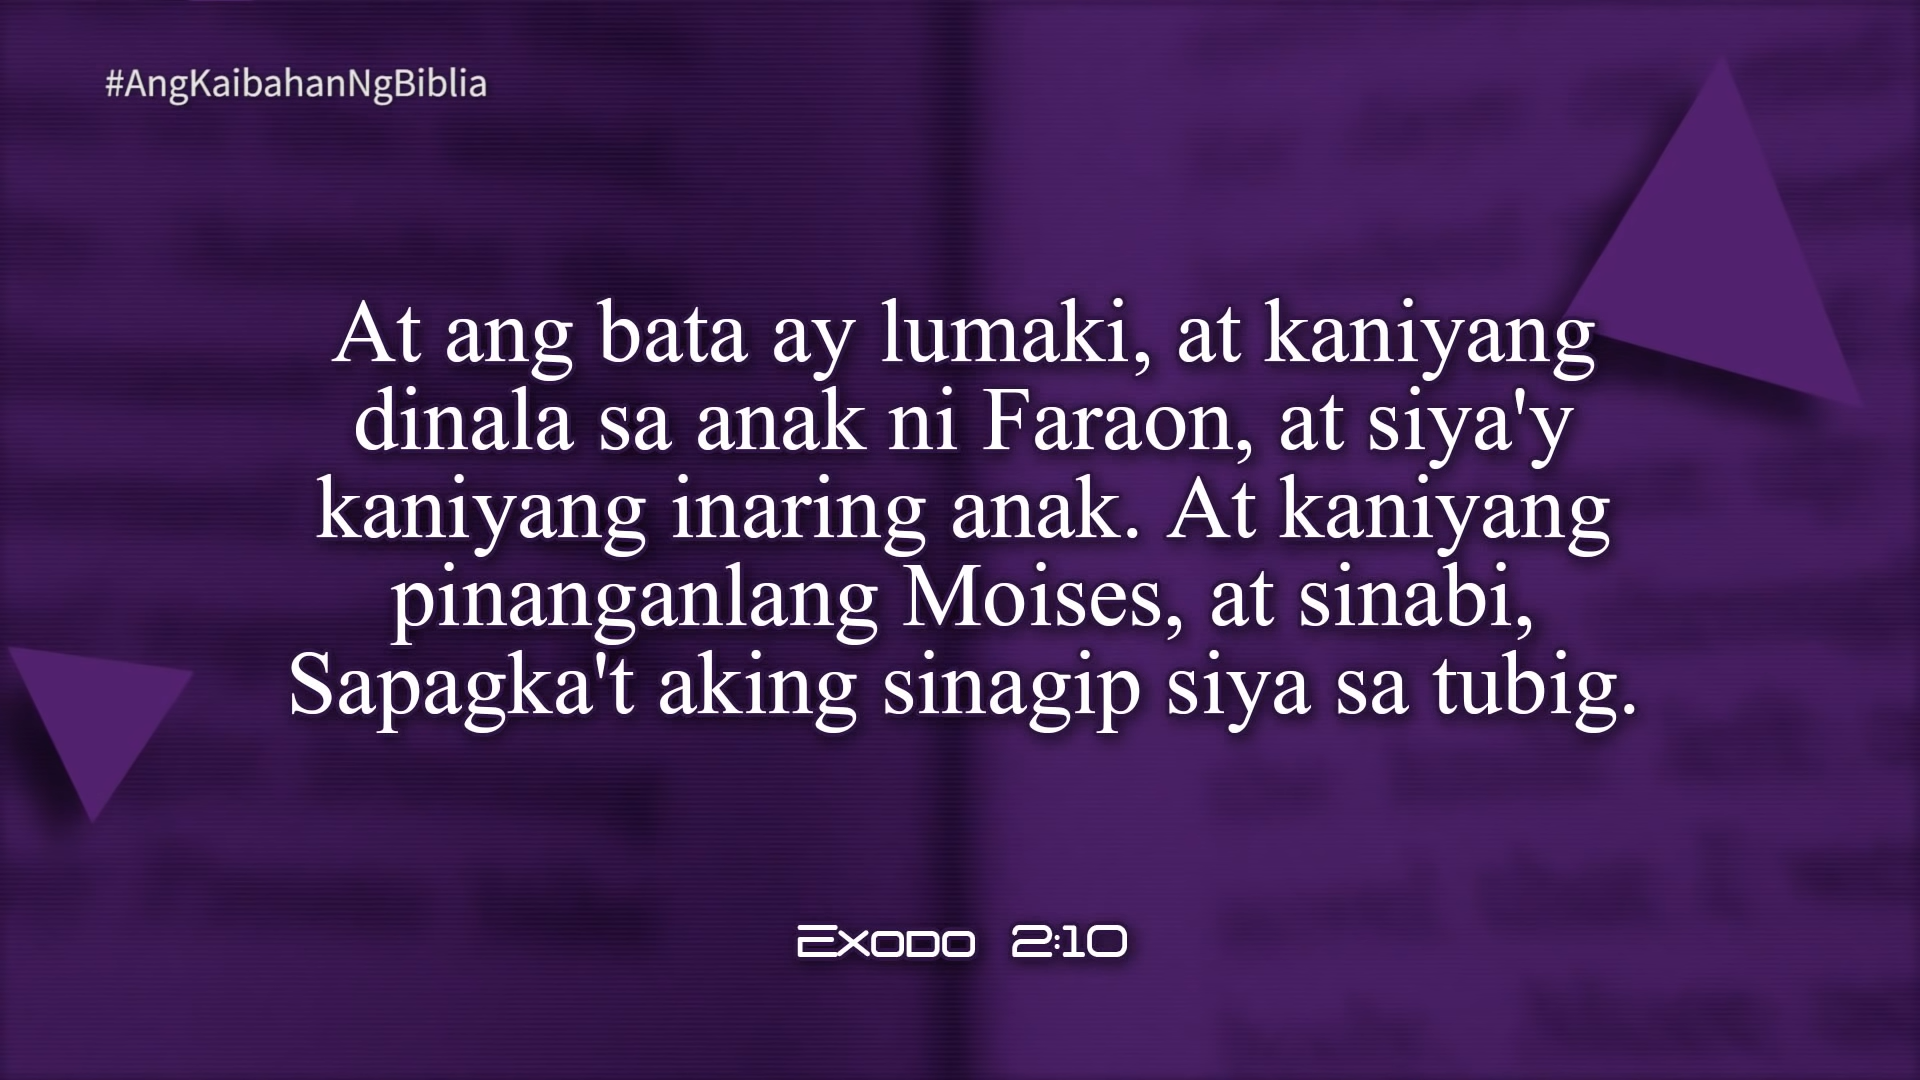 #AngKaibahanNgBiblia
At ang bata ay lumaki, at kaniyang
dinala sa anak ni Faraon, at siya'y
kaniyang inaring anak. At kaniyang
pinanganlang Moises, at sinabi,
Sapagka't aking sinagip siya sa tubig.
Exodo 2:10